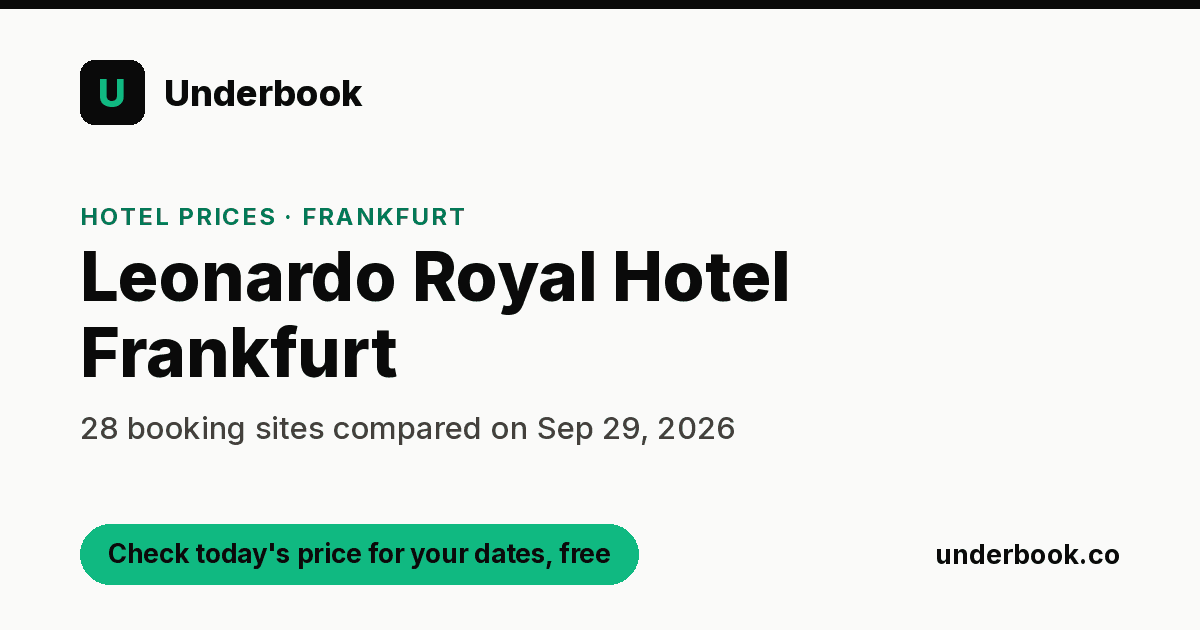 U Underbook
HOTEL PRICES · FRANKFURT
Leonardo Royal Hotel
Frankfurt
28 booking sites compared on Sep 29, 2026
Check today's price for your dates, free
underbook.co